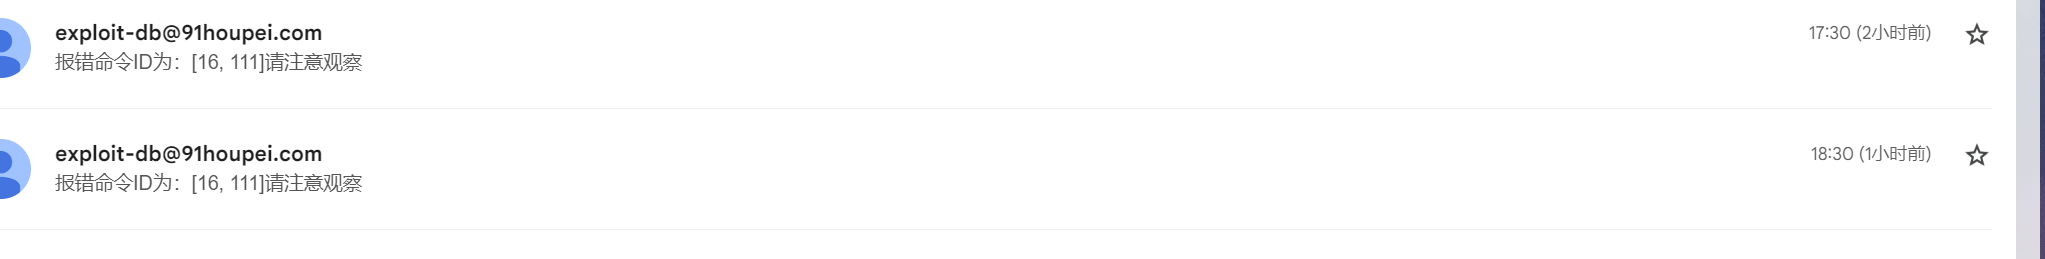 exploit-db@91houpei.com
17:30 (2小时前)
报错命令ID为：[16, 111]请注意观察
exploit-db@91houpei.com
18:30 (1小时前)
报错命令ID为：[16, 111]请注意观察